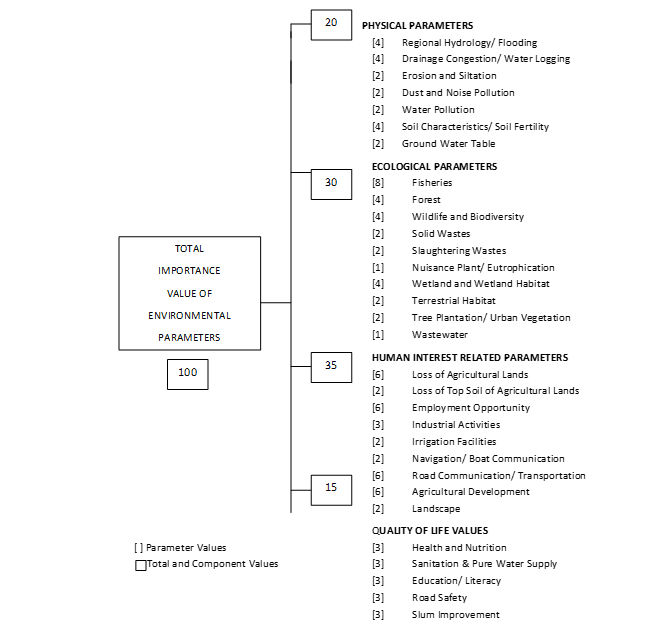 20
PHYSICAL PARAMETERS
[4] Regional Hydrology/ Flooding
[4] Drainage Congestion/ Water Logging
[2] Erosion and Siltation
[2] Dust and Noise Pollution
[2] Water Pollution
[4] Soil Characteristics/ Soil Fertility
[2] Ground Water Table
30
ECOLOGICAL PARAMETERS
[8] Fisheries
[4] Forest
[4] Wildlife and Biodiversity
[2] Solid Wastes
[2] Slaughtering Wastes
[1] Nuisance Plant/ Eutrophication
[4] Wetland and Wetland Habitat
[2] Terrestrial Habitat
[2] Tree Plantation/ Urban Vegetation
[1] Wastewater
TOTAL
IMPORTANCE
VALUE OF
ENVIRONMENTAL
PARAMETERS
100
35
HUMAN INTEREST RELATED PARAMETERS
[6] Loss of Agricultural Lands
[2] Loss of Top Soil of Agricultural Lands
[6] Employment Opportunity
[3] Industrial Activities
[2] Irrigation Facilities
[2] Navigation/ Boat Communication
[6] Road Communication/ Transportation
[6] Agricultural Development
[2] Landscape
15
QUALITY OF LIFE VALUES
[3] Health and Nutrition
[3] Sanitation & Pure Water Supply
[3] Education/ Literacy
[3] Road Safety
[3] Slum Improvement
[ ] Parameter Values
Total and Component Values